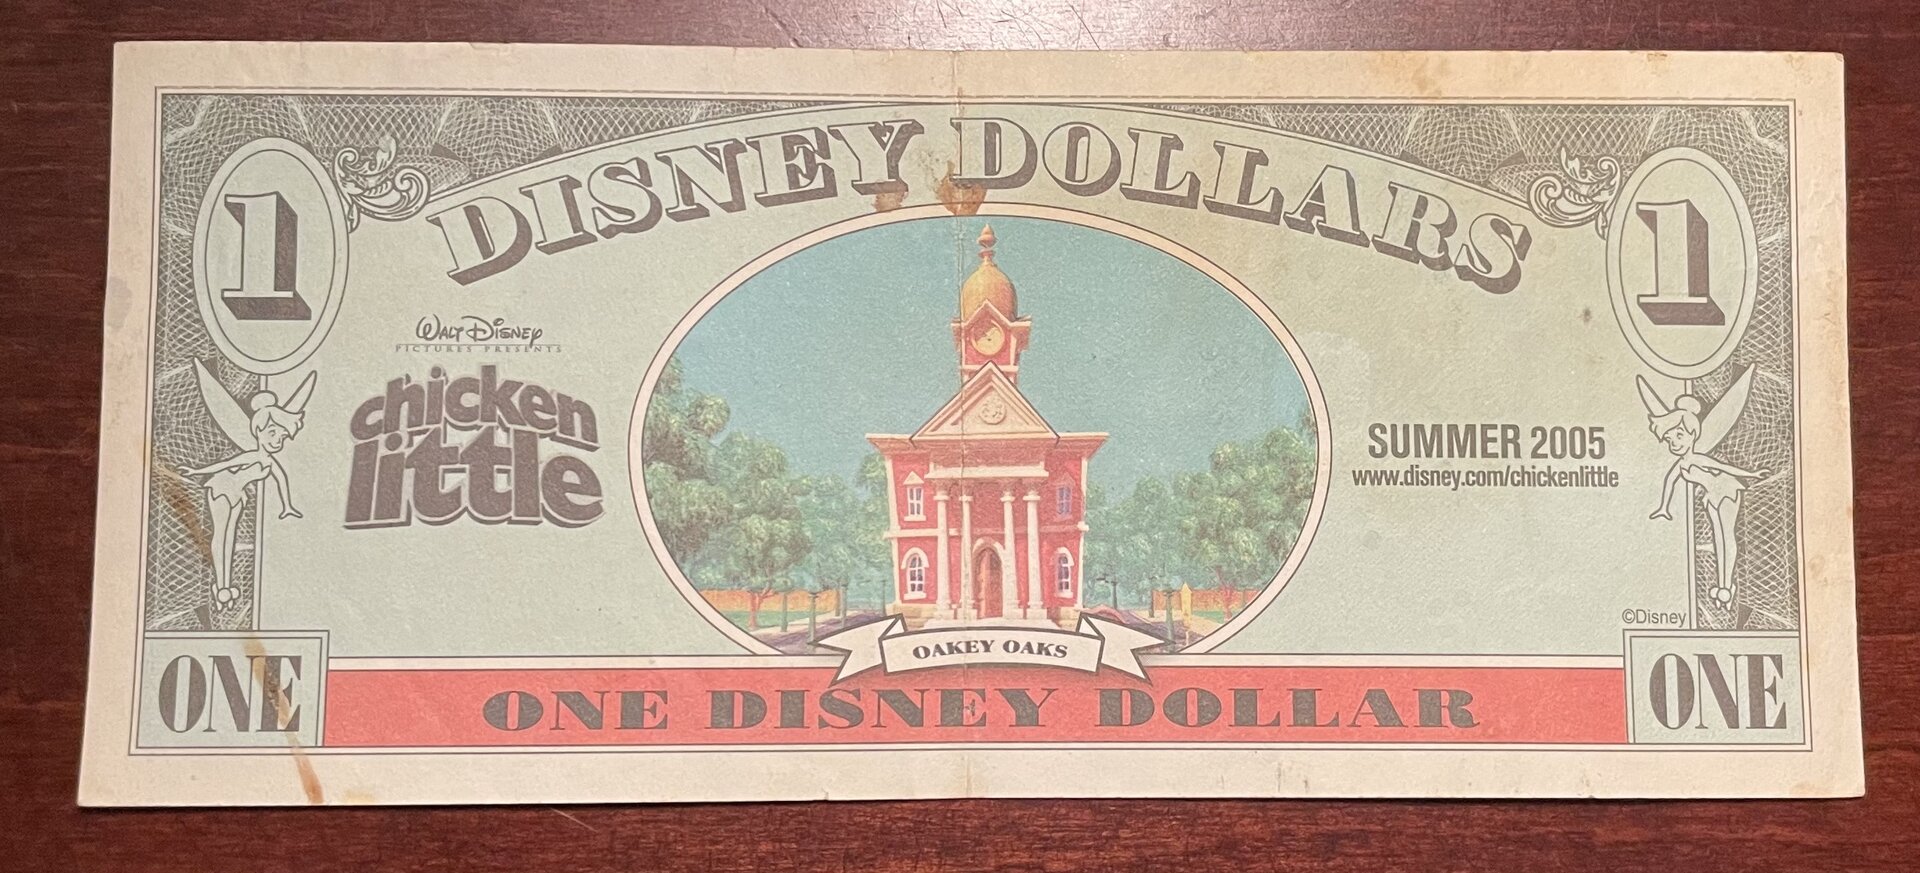 DISNEY DOLLARS
1
1
WALT DISNEY
PICTURES PRESENTS
chicken
little
SUMMER 2005
www.disney.com/chickenlittle
©Disney
OAKEY OAKS
ONE
ONE DISNEY DOLLAR
ONE